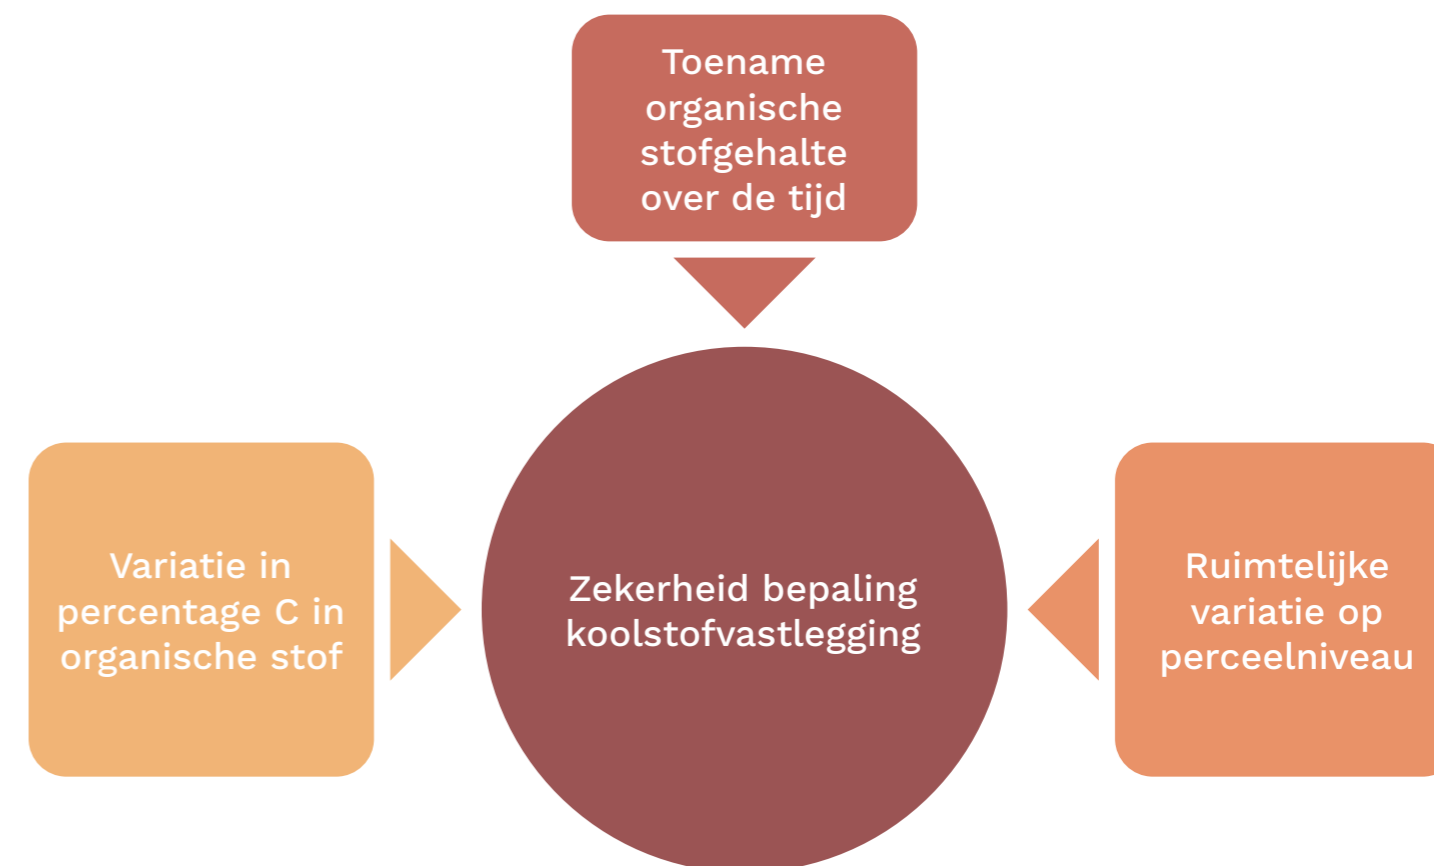 Toename
organische
stofgehalte
over de tijd
Variatie in
percentage C in
organische stof
Zekerheid bepaling
koolstofvastlegging
Ruimtelijke
variatie op
perceelniveau